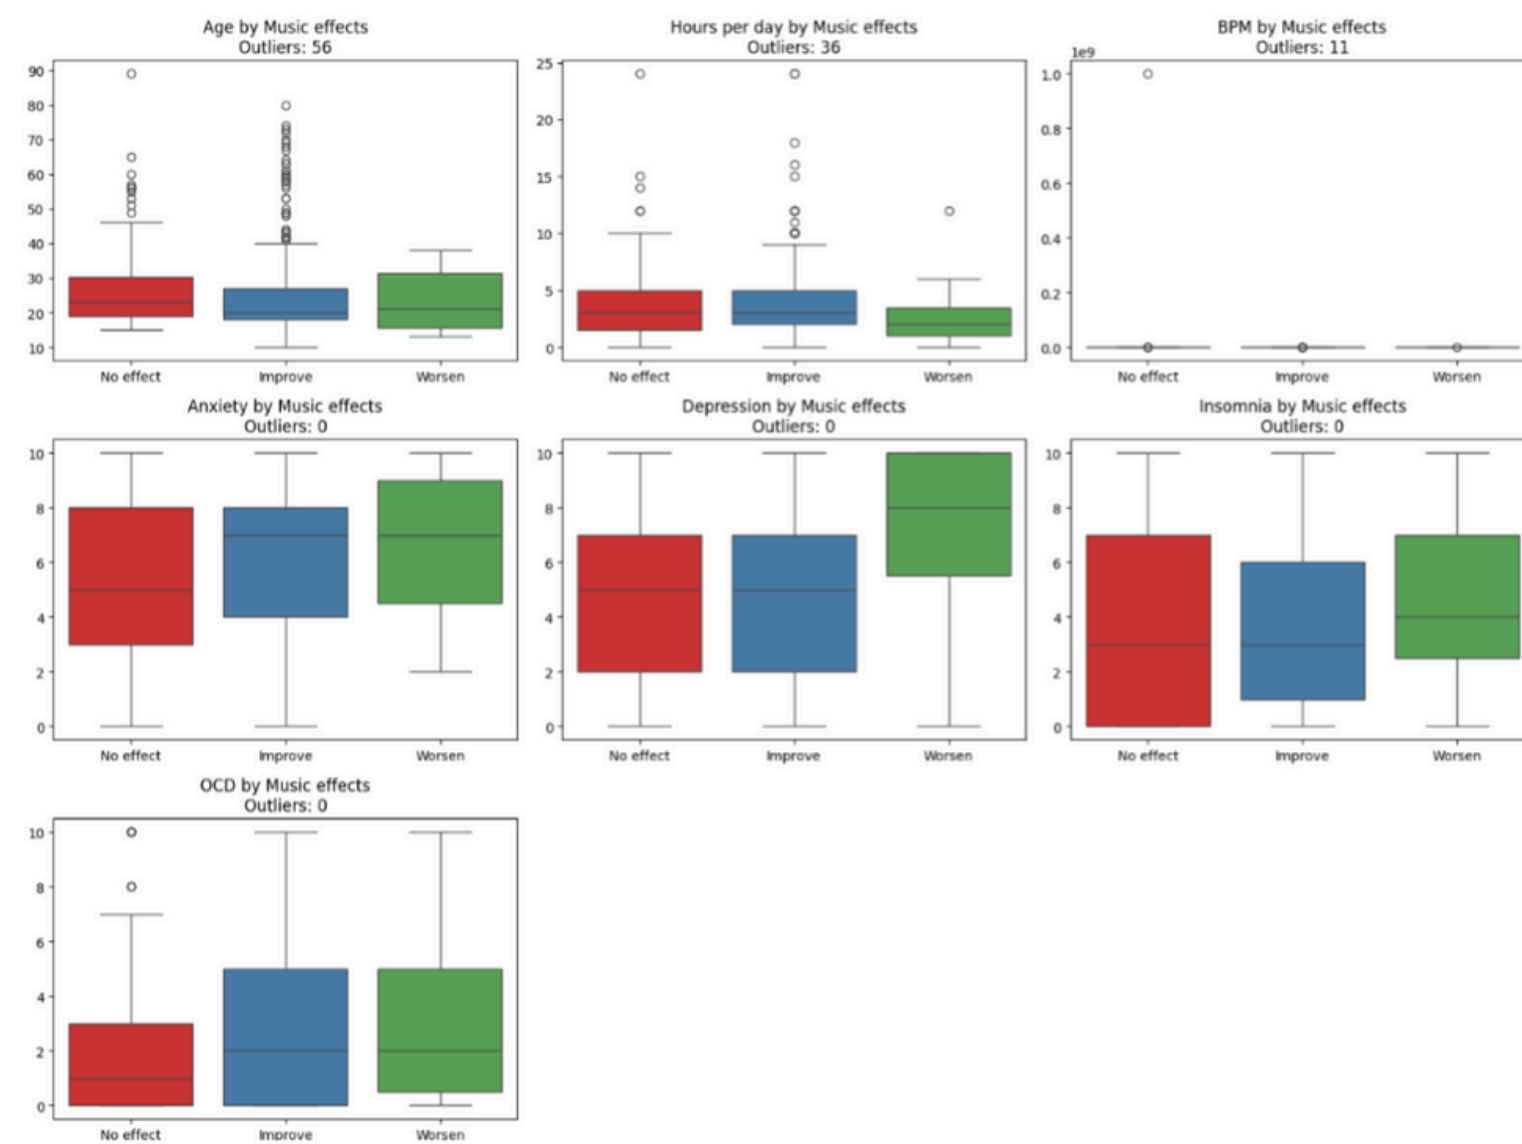 Age by Music effects
Outliers: 56
90
80
70
60
50
40
30
20
10
No effect
Improve
Worsen
Hours per day by Music effects
Outliers: 36
25
20
15
10
5
0
No effect
Improve
Worsen
BPM by Music effects
Outliers: 11
1e9
1.0
0.8
0.6
0.4
0.2
0.0
No effect
Improve
Worsen
Anxiety by Music effects
Outliers: 0
10
8
6
4
2
0
No effect
Improve
Worsen
Depression by Music effects
Outliers: 0
10
8
6
4
2
0
No effect
Improve
Worsen
Insomnia by Music effects
Outliers: 0
10
8
6
4
2
0
No effect
Improve
Worsen
OCD by Music effects
Outliers: 0
10
8
6
4
2
0
No effect
Improve
Worsen